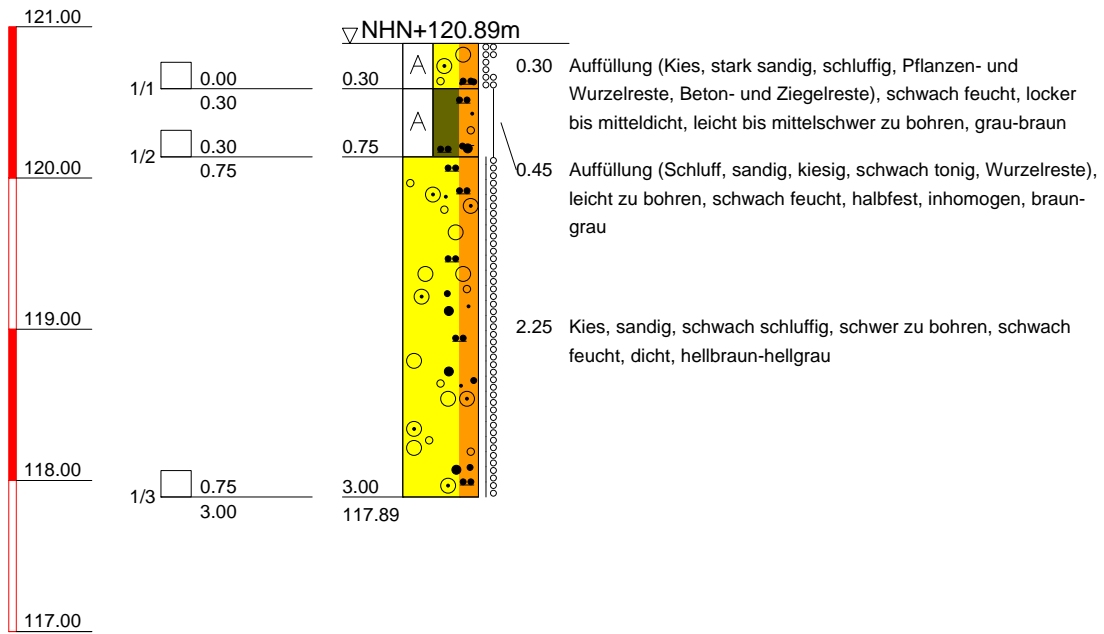 121.00
NHN+120.89m
A
0.30
1/1
0.00
0.30
0.30 Auffüllung (Kies, stark sandig, schluffig, Pflanzen- und
Wurzelreste, Beton- und Ziegelreste), schwach feucht, locker
bis mitteldicht, leicht bis mittelschwer zu bohren, grau-braun
A
0.75
1/2
0.30
0.75
120.00
0.45 Auffüllung (Schluff, sandig, kiesig, schwach tonig, Wurzelreste),
leicht zu bohren, schwach feucht, halbfest, inhomogen, braun-
grau
119.00
2.25 Kies, sandig, schwach schluffig, schwer zu bohren, schwach
feucht, dicht, hellbraun-hellgrau
118.00
1/3
0.75
3.00
3.00
117.89
117.00